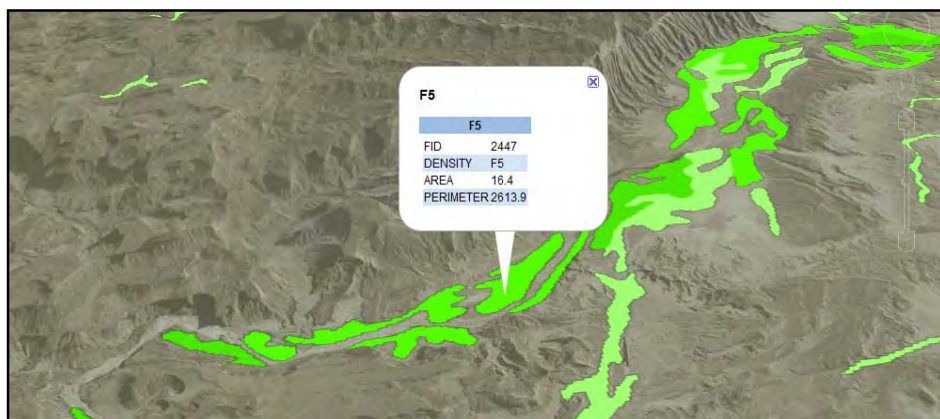 F5
F5
FID 2447
DENSITY F5
AREA 16.4
PERIMETER 2613.9